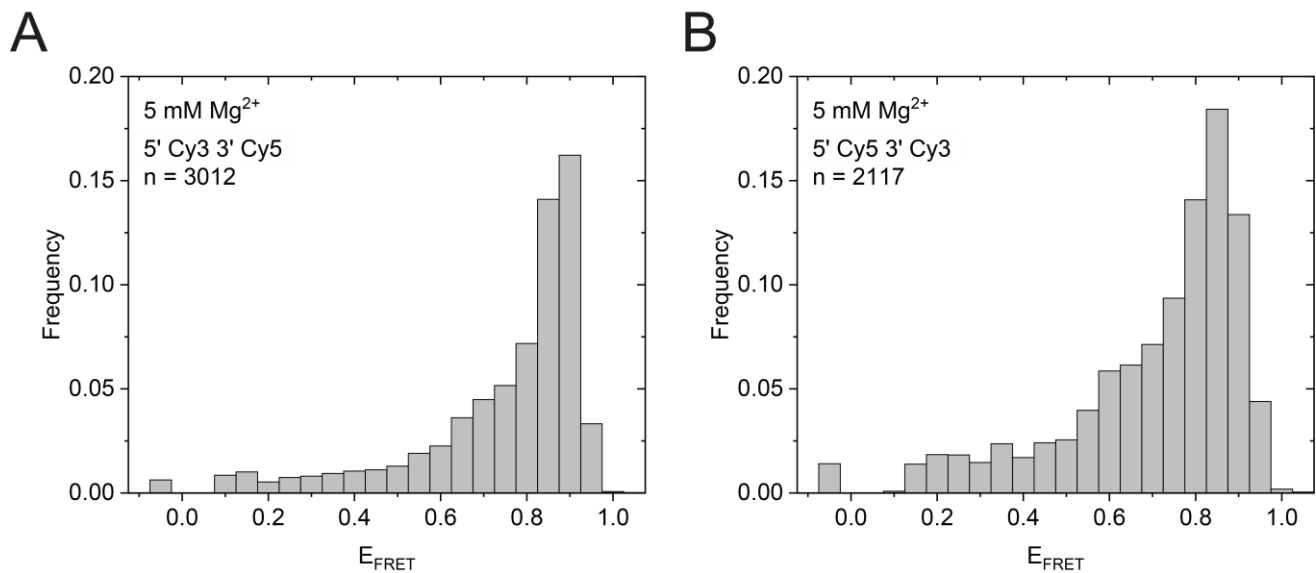 A
5 mM Mg2+
5' Cy3 3' Cy5
n = 3012
Frequency
0.20
0.15
0.10
0.05
0.00
0.0 0.2 0.4 0.6 0.8 1.0
EFRET
B
5 mM Mg2+
5' Cy5 3' Cy3
n = 2117
Frequency
0.20
0.15
0.10
0.05
0.00
0.0 0.2 0.4 0.6 0.8 1.0
EFRET